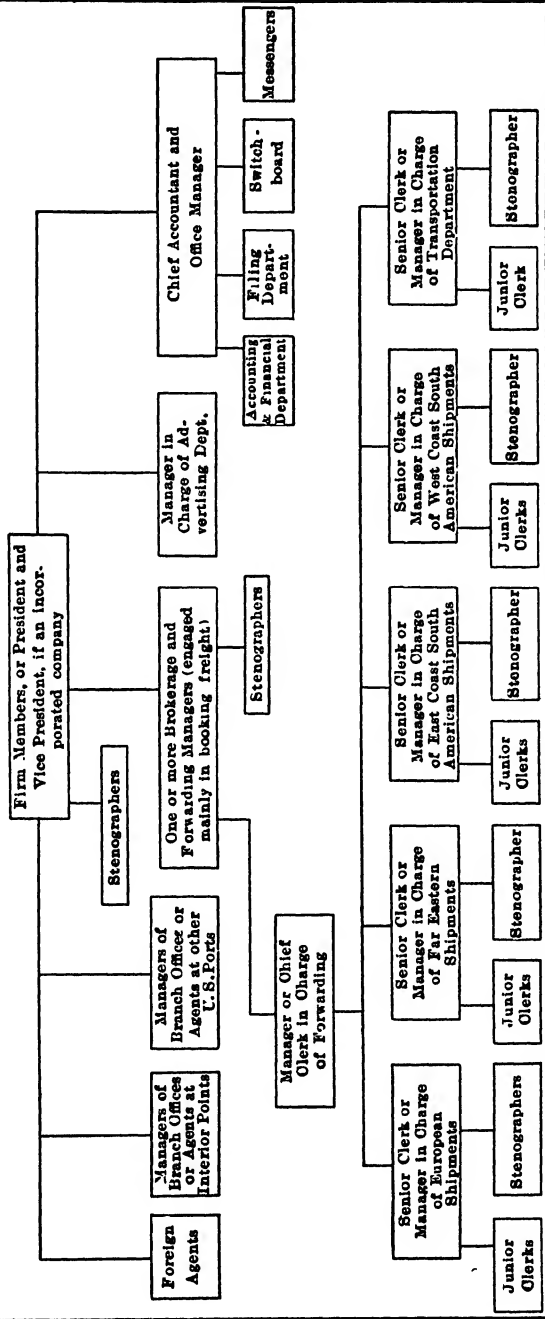 Firm Members, or President and
Vice President, if an incor-
porated company
Stenographers
Foreign
Agents
Managers of
Branch Offices
or Agents at
Interior Points
Managers of
Branch Offices or
Agents at other
U.S.Ports
One or more Brokerage and
Forwarding Managers (engaged
mainly in booking freight)
Stenographers
Manager in
Charge of Ad-
vertising Dept.
Chief Accountant and
Office Manager
Accounting
& Financial
Department
Filing
Depart-
ment
Switch-
board
Messengers
Manager or Chief
Clerk in Charge
of Forwarding
Senior Clerk or
Manager in Charge
of European
Shipments
Junior
Clerks
Stenographers
Senior Clerk or
Manager in Charge
of Far Eastern
Shipments
Junior
Clerks
Stenographer
Senior Clerk or
Manager in Charge
of East Coast South
American Shipments
Junior
Clerks
Stenographer
Senior Clerk or
Manager in Charge
of West Coast South
American Shipments
Junior
Clerks
Stenographer
Senior Clerk or
Manager in Charge
of Transportation
Department
Junior
Clerk
Stenographer